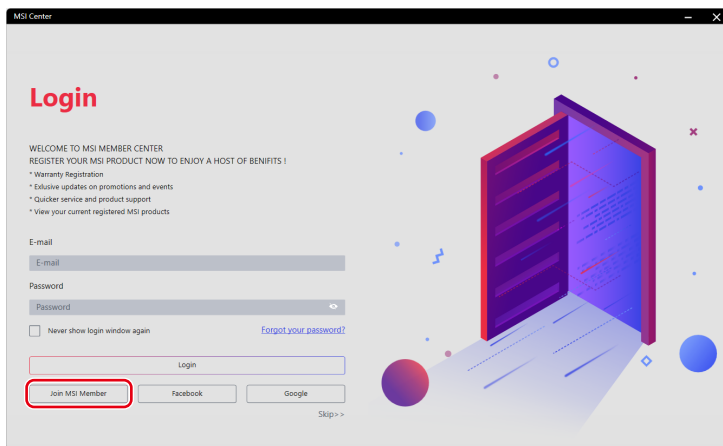 MSI Center
Login
WELCOME TO MSI MEMBER CENTER
REGISTER YOUR MSI PRODUCT NOW TO ENJOY A HOST OF BENIFITS !
* Warranty Registration
* Exlusive updates on promotions and events
* Quicker service and product support
* View your current registered MSI products
E-mail
E-mail
Password
Password
Never show login window again
Forgot your password?
Login
Join MSI Member
Facebook
Google
Skip>>